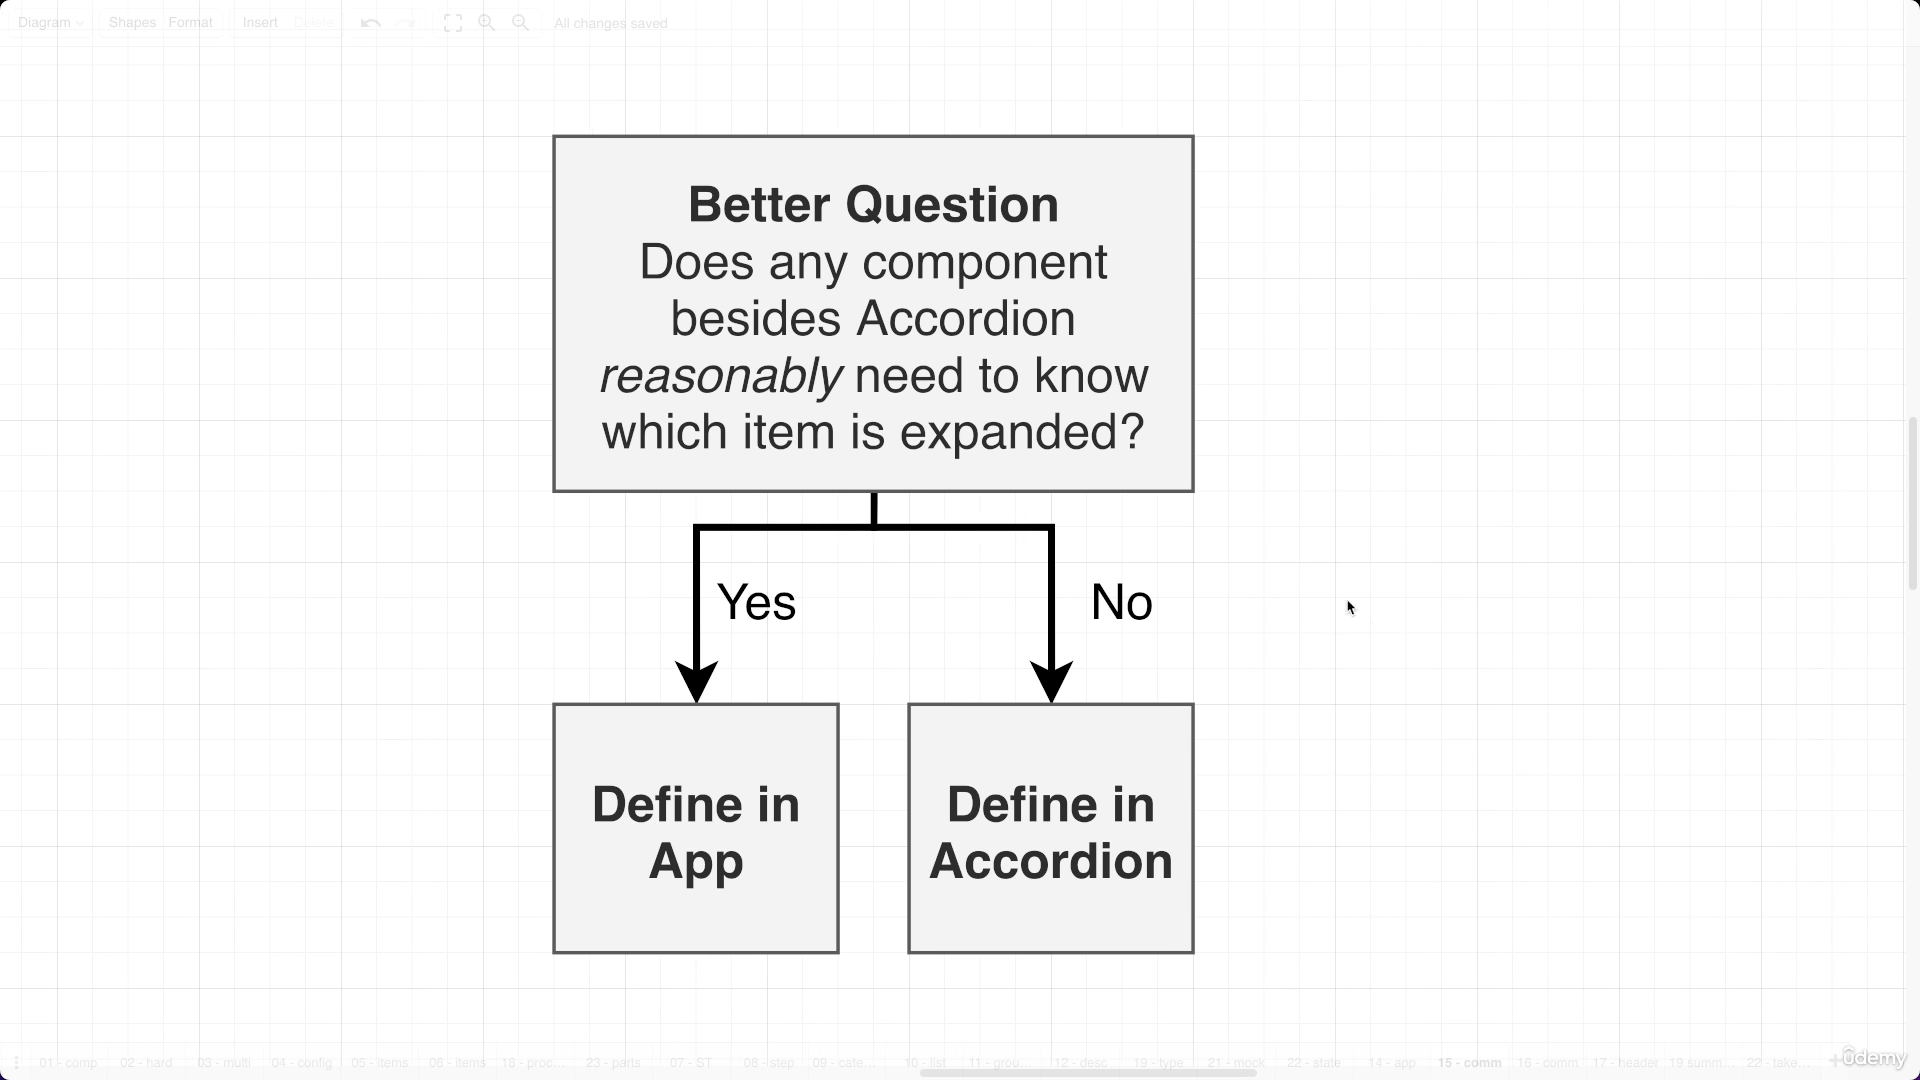 Diagram Shapes Format Insert Delete All changes saved
Better Question
Does any component
besides Accordion
reasonably need to know
which item is expanded?
Yes No
Define in
App
Define in
Accordion
01 - comp 02 - hard 03 - multi 04 - config 05 - items 06 - items 18 - proc... 23 - parts 07 - ST 08 - step 09 - cate... 10 - list 11 - grou... 12 - desc 19 - type 21 - mock 22 - state 14 - app 15 - comm 16 - comm 17 - header 19 summ... 22 - take...
ûdemy